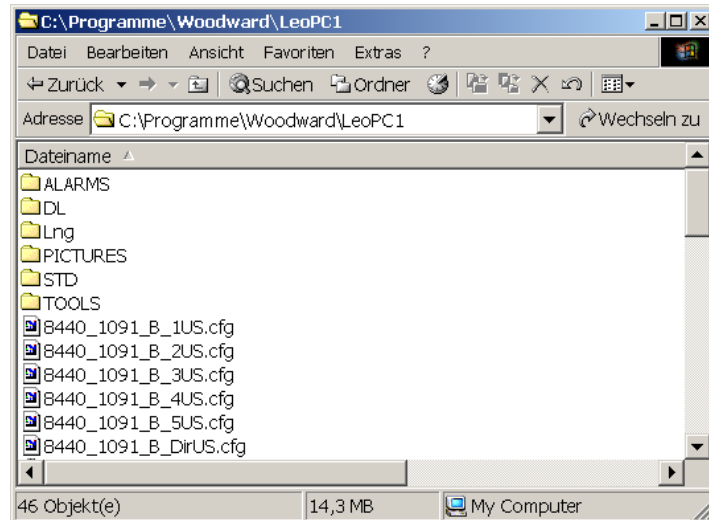 C:\Programme\Woodward\LeoPC1
Datei Bearbeiten Ansicht Favoriten Extras ?
Zurück Suchen Ordner
Adresse C:\Programme\Woodward\LeoPC1 Wechseln zu
Dateiname
ALARMS
DL
Lng
PICTURES
STD
TOOLS
8440_1091_B_1US.cfg
8440_1091_B_2US.cfg
8440_1091_B_3US.cfg
8440_1091_B_4US.cfg
8440_1091_B_5US.cfg
8440_1091_B_DirUS.cfg
46 Objekt(e) 14,3 MB My Computer